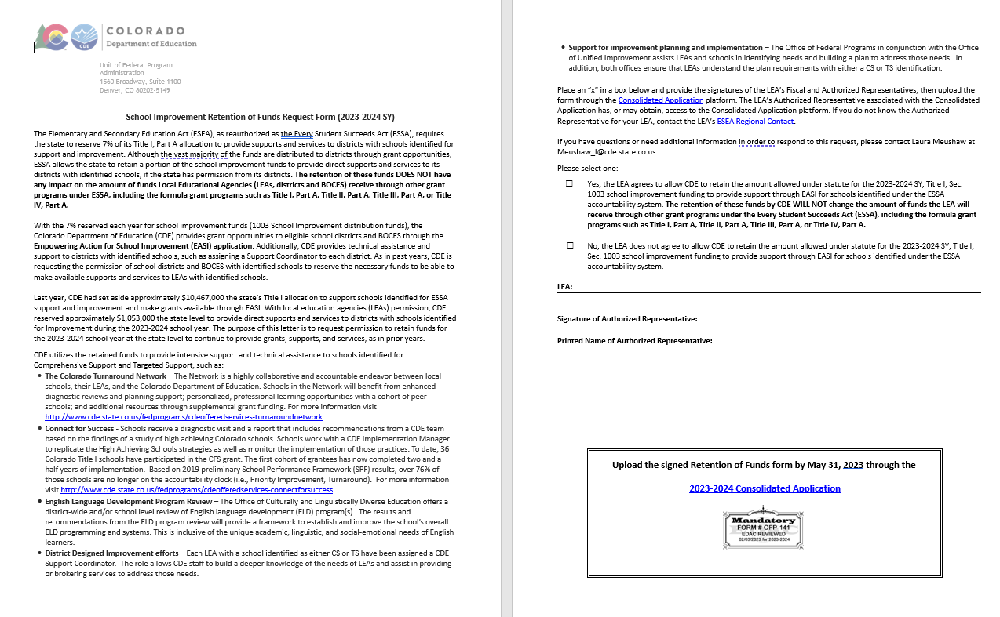 COLORADO
Department of Education
CDE
Unit of Federal Program
Administration
1560 Broadway, Suite 1100
Denver, CO 80202-5149
School Improvement Retention of Funds Request Form (2023-2024 SY)
The Elementary and Secondary Education Act (ESEA), as reauthorized as the Every Student Succeeds Act (ESSA), requires
the state to reserve 7% of its Title I, Part A allocation to provide supports and services to districts with schools identified for
support and improvement. Although the vast majority of the funds are distributed to districts through grant opportunities,
ESSA allows the state to retain a portion of the school improvement funds to provide direct supports and services to its
districts with identified schools, if the state has permission from its districts. The retention of these funds DOES NOT have
any impact on the amount of funds Local Educational Agencies (LEAs, districts and BOCES) receive through other grant
programs under ESSA, including the formula grant programs such as Title I, Part A, Title II, Part A, Title III, Part A, or Title
IV, Part A.
With the 7% reserved each year for school improvement funds (1003 School Improvement distribution funds), the
Colorado Department of Education (CDE) provides grant opportunities to eligible school districts and BOCES through the
Empowering Action for School Improvement (EASI) application. Additionally, CDE provides technical assistance and
support to districts with identified schools, such as assigning a Support Coordinator to each district. As in past years, CDE is
requesting the permission of school districts and BOCES with identified schools to reserve the necessary funds to be able to
make available supports and services to LEAs with identified schools.
Last year, CDE had set aside approximately $10,467,000 the state's Title I allocation to support schools identified for ESSA
support and improvement and make grants available through EASI. With local education agencies (LEAs) permission, CDE
reserved approximately $1,053,000 the state level to provide direct supports and services to districts with schools identified
for Improvement during the 2023-2024 school year. The purpose of this letter is to request permission to retain funds for
the 2023-2024 school year at the state level to continue to provide grants, supports, and services, as in prior years.
CDE utilizes the retained funds to provide intensive support and technical assistance to schools identified for
Comprehensive Support and Targeted Support, such as:
• The Colorado Turnaround Network – The Network is a highly collaborative and accountable endeavor between local
schools, their LEAs, and the Colorado Department of Education. Schools in the Network will benefit from enhanced
diagnostic reviews and planning support; personalized, professional learning opportunities with a cohort of peer
schools; and additional resources through supplemental grant funding. For more information visit
http://www.cde.state.co.us/fedprograms/cdeofferedservices-turnaroundnetwork
• Connect for Success - Schools receive a diagnostic visit and a report that includes recommendations from a CDE team
based on the findings of a study of high achieving Colorado schools. Schools work with a CDE Implementation Manager
to replicate the High Achieving Schools strategies as well as monitor the implementation of those practices. To date, 36
Colorado Title I schools have participated in the CFS grant. The first cohort of grantees has now completed two and a
half years of implementation. Based on 2019 preliminary School Performance Framework (SPF) results, over 76% of
those schools are no longer on the accountability clock (i.e., Priority Improvement, Turnaround). For more information
visit http://www.cde.state.co.us/fedprograms/cdeofferedservices-connectforsuccess
• English Language Development Program Review – The Office of Culturally and Linguistically Diverse Education offers a
district-wide and/or school level review of English language development (ELD) program(s). The results and
recommendations from the ELD program review will provide a framework to establish and improve the school's overall
ELD programming and systems. This is inclusive of the unique academic, linguistic, and social-emotional needs of English
learners.
• District Designed Improvement efforts – Each LEA with a school identified as either CS or TS have been assigned a CDE
Support Coordinator. The role allows CDE staff to build a deeper knowledge of the needs of LEAs and assist in providing
or brokering services to address those needs.
• Support for improvement planning and implementation – The Office of Federal Programs in conjunction with the Office
of Unified Improvement assists LEAs and schools in identifying needs and building a plan to address those needs. In
addition, both offices ensure that LEAs understand the plan requirements with either a CS or TS identification.
Place an "x" in a box below and provide the signatures of the LEA's Fiscal and Authorized Representatives, then upload the
form through the Consolidated Application platform. The LEA's Authorized Representative associated with the Consolidated
Application has, or may obtain, access to the Consolidated Application platform. If you do not know the Authorized
Representative for your LEA, contact the LEA's ESEA Regional Contact.
If you have questions or need additional information in order to respond to this request, please contact Laura Meushaw at
Meushaw_l@cde.state.co.us.
Please select one:
☐ Yes, the LEA agrees to allow CDE to retain the amount allowed under statute for the 2023-2024 SY, Title I, Sec.
1003 school improvement funding to provide support through EASI for schools identified under the ESSA
accountability system. The retention of these funds by CDE WILL NOT change the amount of funds the LEA will
receive through other grant programs under the Every Student Succeeds Act (ESSA), including the formula grant
programs such as Title I, Part A, Title II, Part A, Title III, Part A, or Title IV, Part A.
☐ No, the LEA does not agree to allow CDE to retain the amount allowed under statute for the 2023-2024 SY, Title I,
Sec. 1003 school improvement funding to provide support through EASI for schools identified under the ESSA
accountability system.
LEA:
Signature of Authorized Representative:
Printed Name of Authorized Representative:
Upload the signed Retention of Funds form by May 31, 2023 through the
2023-2024 Consolidated Application
Mandatory
FORM # OFP-141
EDAC REVIEWED
02/03/2023 for 2023-2024